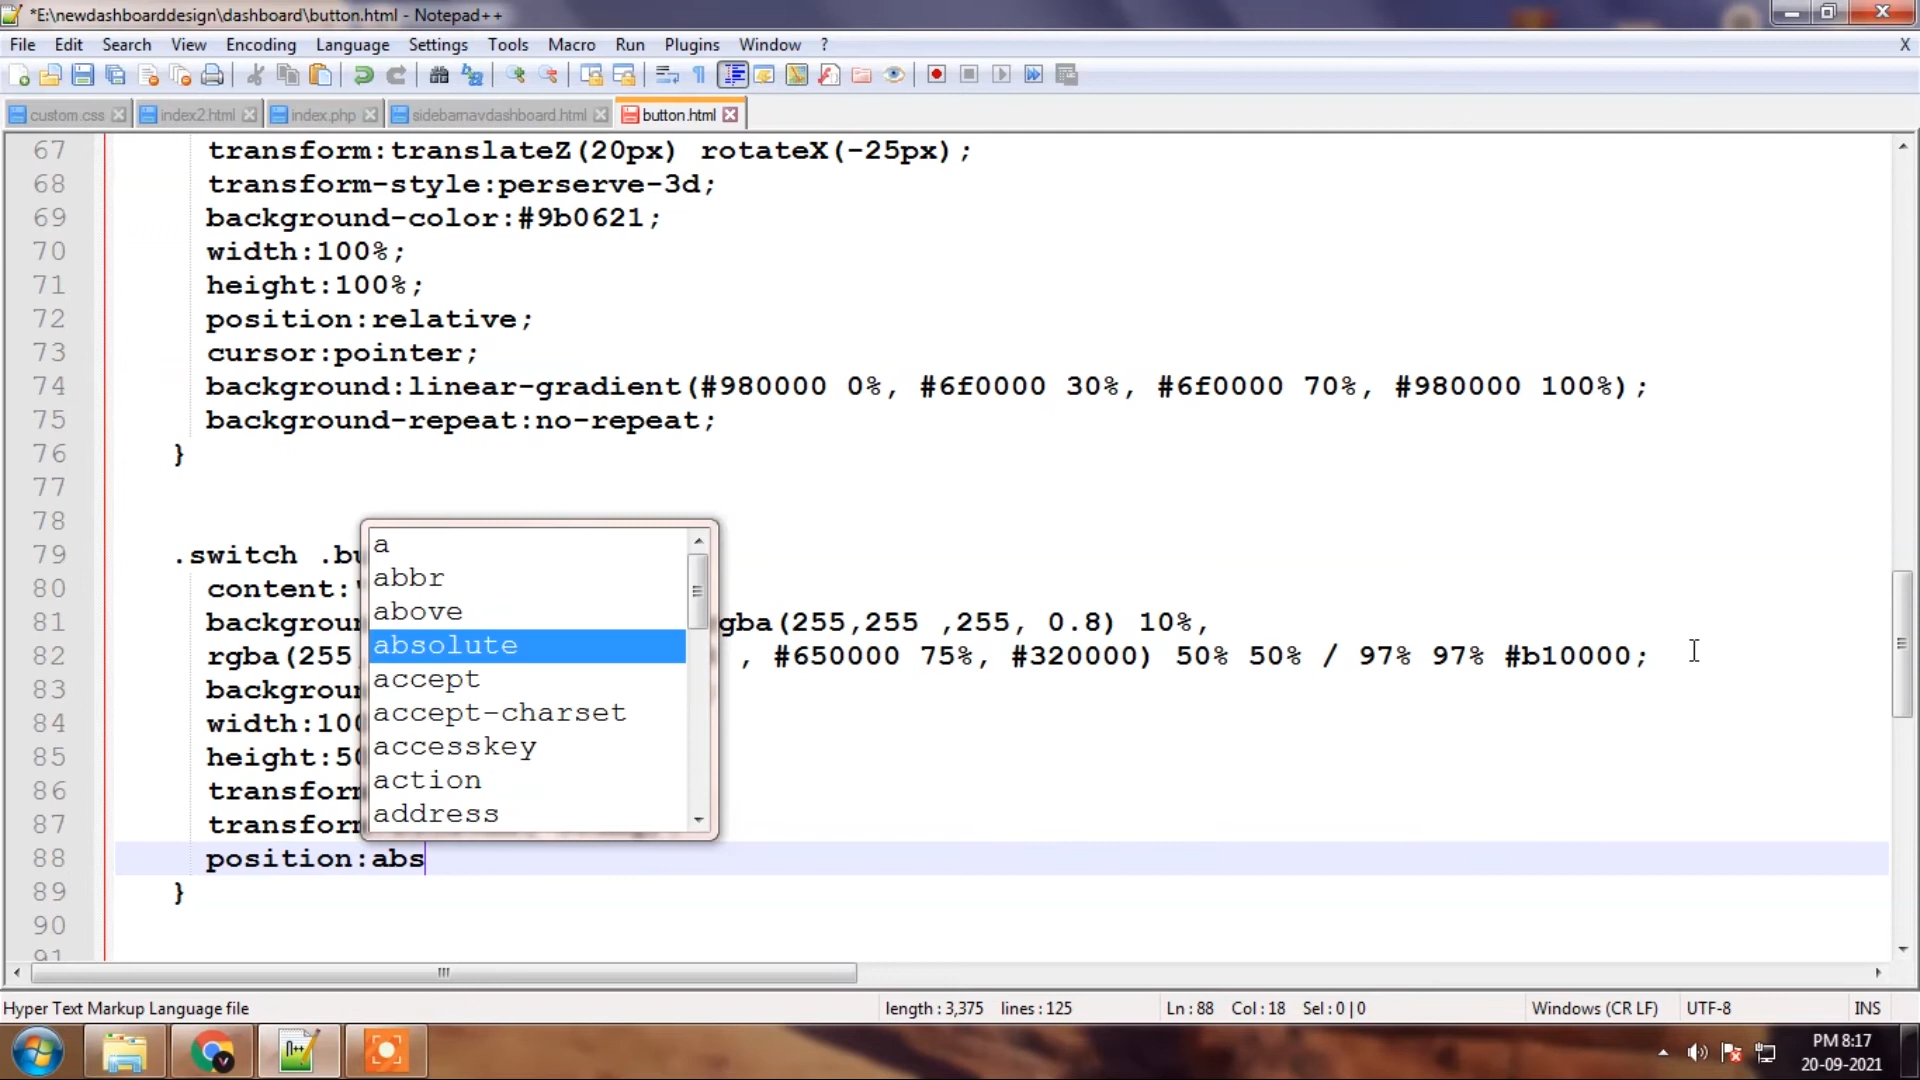 *E:\newdashboarddesign\dashboard\button.html - Notepad++
File Edit Search View Encoding Language Settings Tools Macro Run Plugins Window ? X
custom.css index2.html index.php sidebarnavdashboard.html button.html
67 transform:translateZ(20px) rotateX(-25px);
68 transform-style:perserve-3d;
69 background-color:#9b0621;
70 width:100%;
71 height:100%;
72 position:relative;
73 cursor:pointer;
74 background:linear-gradient(#980000 0%, #6f0000 30%, #6f0000 70%, #980000 100%);
75 background-repeat:no-repeat;
76 }
77
78
79 .switch .bu
80 content:
81 backgroun gba(255,255 ,255, 0.8) 10%,
82 rgba(255, , #650000 75%, #320000) 50% 50% / 97% 97% #b10000;
83 backgroun
84 width:100
85 height:50
86 transform
87 transform
88 position:abs
89 }
90
91
a
abbr
above
absolute
accept
accept-charset
accesskey
action
address
Hyper Text Markup Language file length : 3,375 lines : 125 Ln : 88 Col : 18 Sel : 0 | 0 Windows (CR LF) UTF-8 INS
PM 8:17
20-09-2021